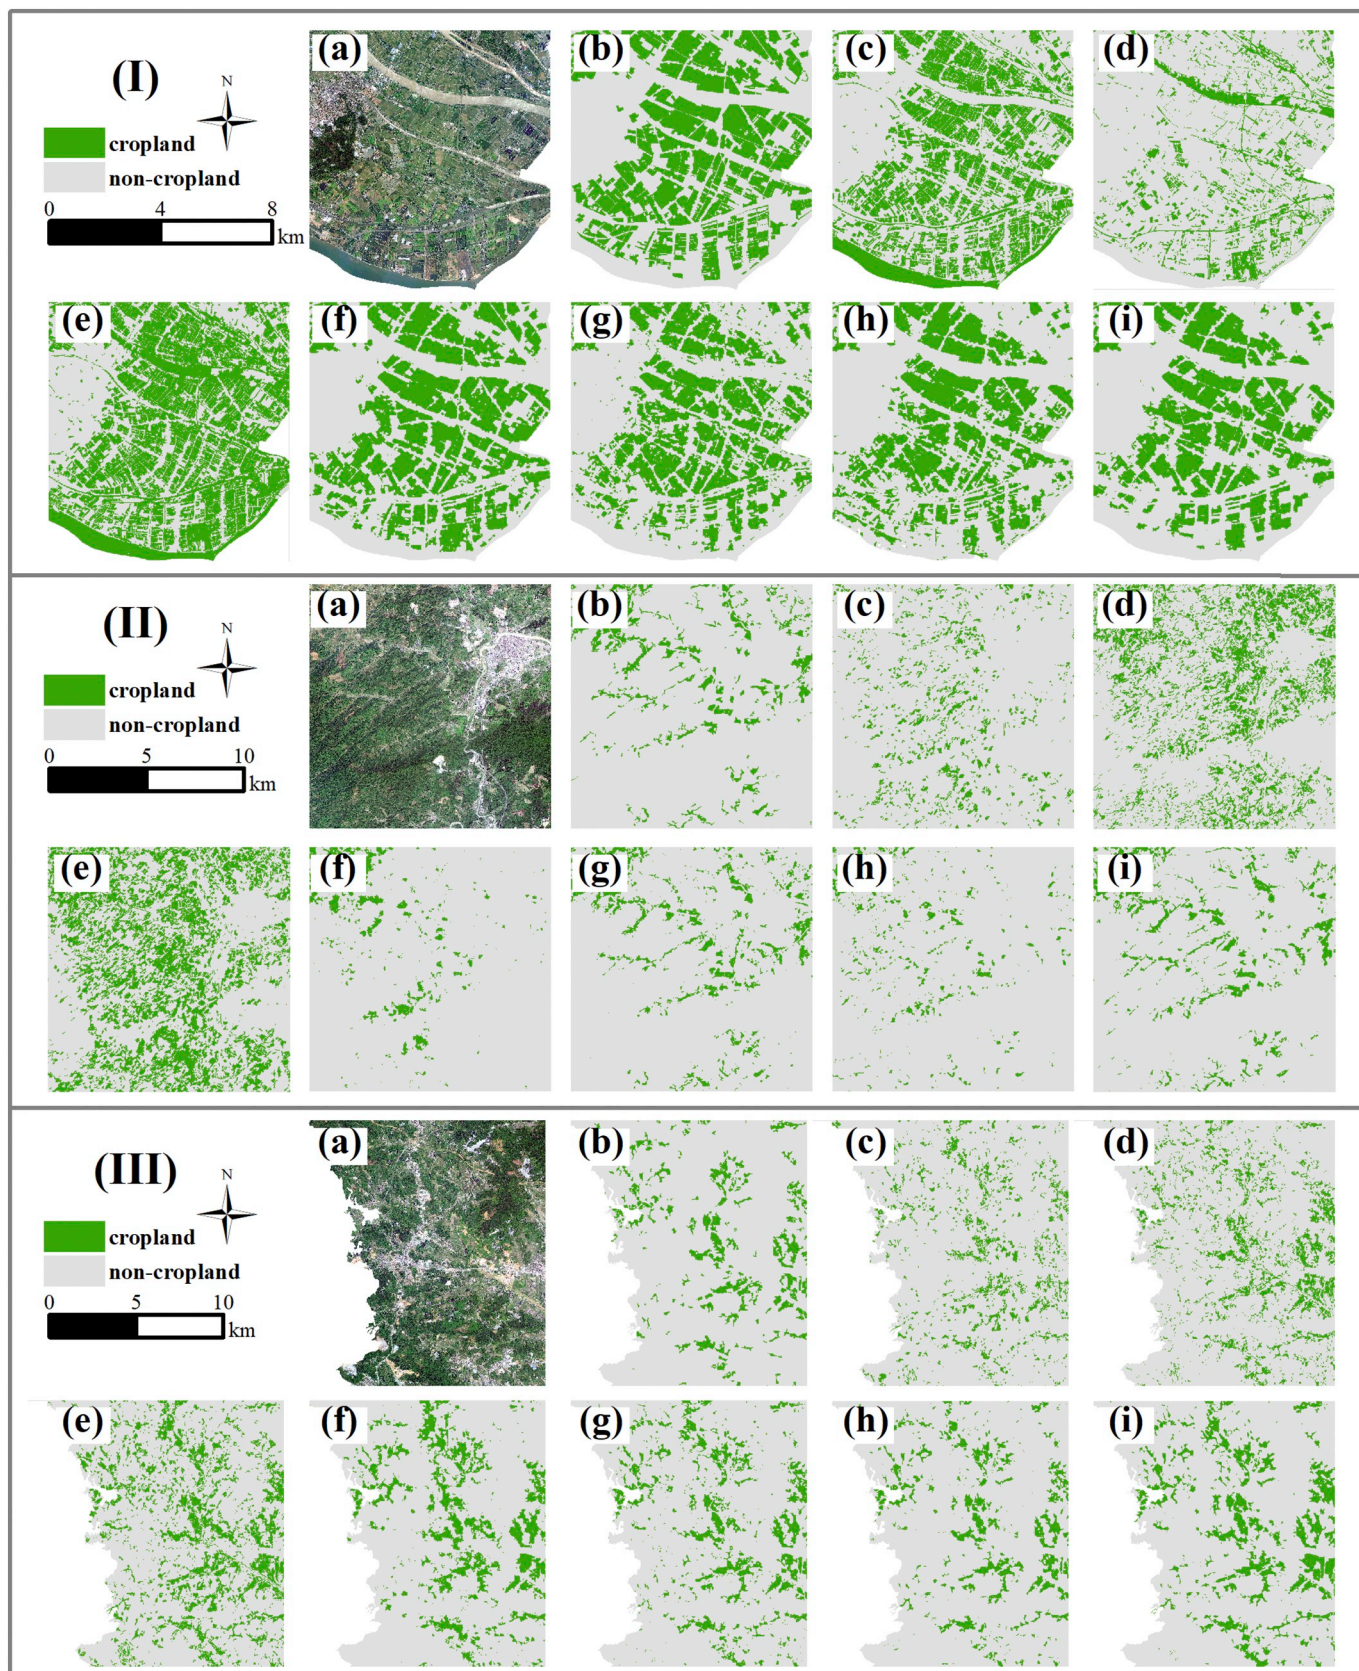 (I)
N
cropland
non-cropland
0 4 8
km
(a) (b) (c) (d)
(e) (f) (g) (h) (i)
(II)
N
cropland
non-cropland
0 5 10
km
(a) (b) (c) (d)
(e) (f) (g) (h) (i)
(III)
N
cropland
non-cropland
0 5 10
km
(a) (b) (c) (d)
(e) (f) (g) (h) (i)